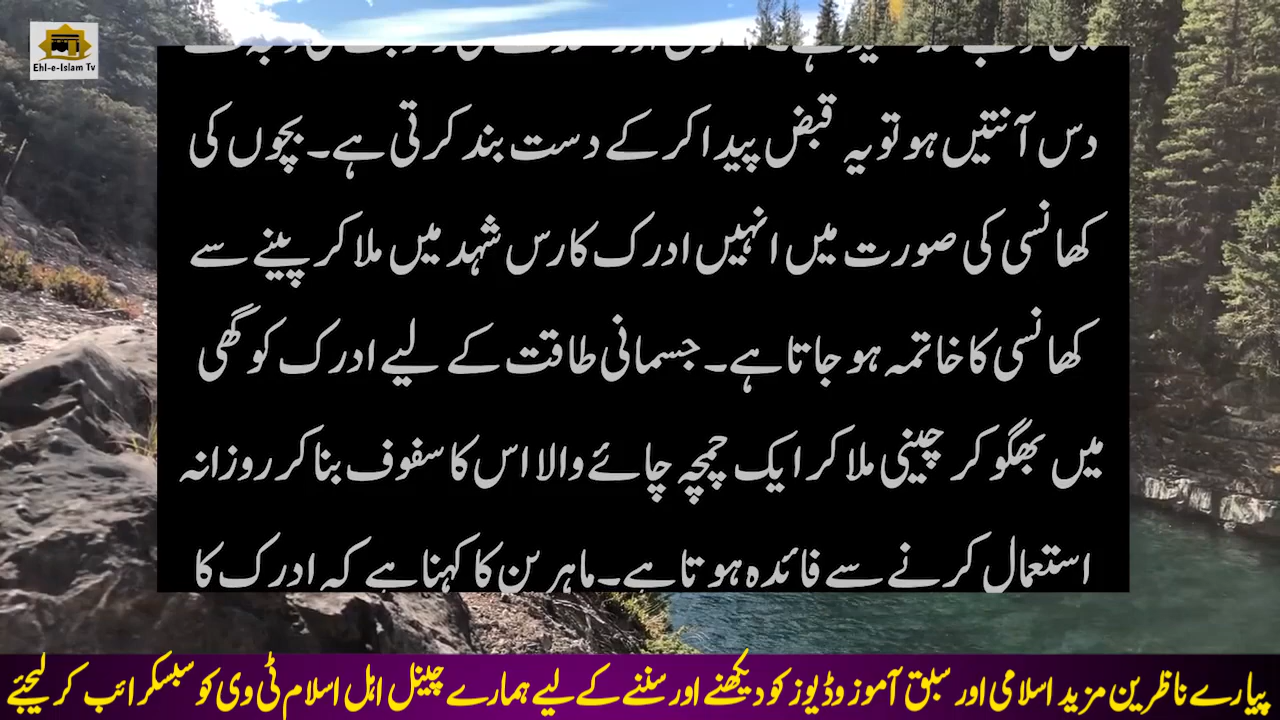 Ehl-e-Islam Tv
دس آنتیں ہو تو یہ قبض پیدا کر کے دست بند کرتی ہے۔ بچوں کی
کھانسی کی صورت میں انہیں ادرک کا رس شہد میں ملا کر پینے سے
کھانسی کا خاتمہ ہو جاتا ہے۔ جسمانی طاقت کے لیے ادرک کو گھی
میں بھگو کر چینی ملا کر ایک چمچہ چائے والا اس کا سفوف بنا کر روزانہ
استعمال کرنے سے فائدہ ہوتا ہے۔ ماہرین کا کہنا ہے کہ ادرک کا
پیارے ناظرین مزید اسلامی اور سبق آموز وڈیوز کو دیکھنے اور سننے کے لیے ہمارے چینل اہل اسلام ٹی وی کو سبسکرائب کر لیجئے